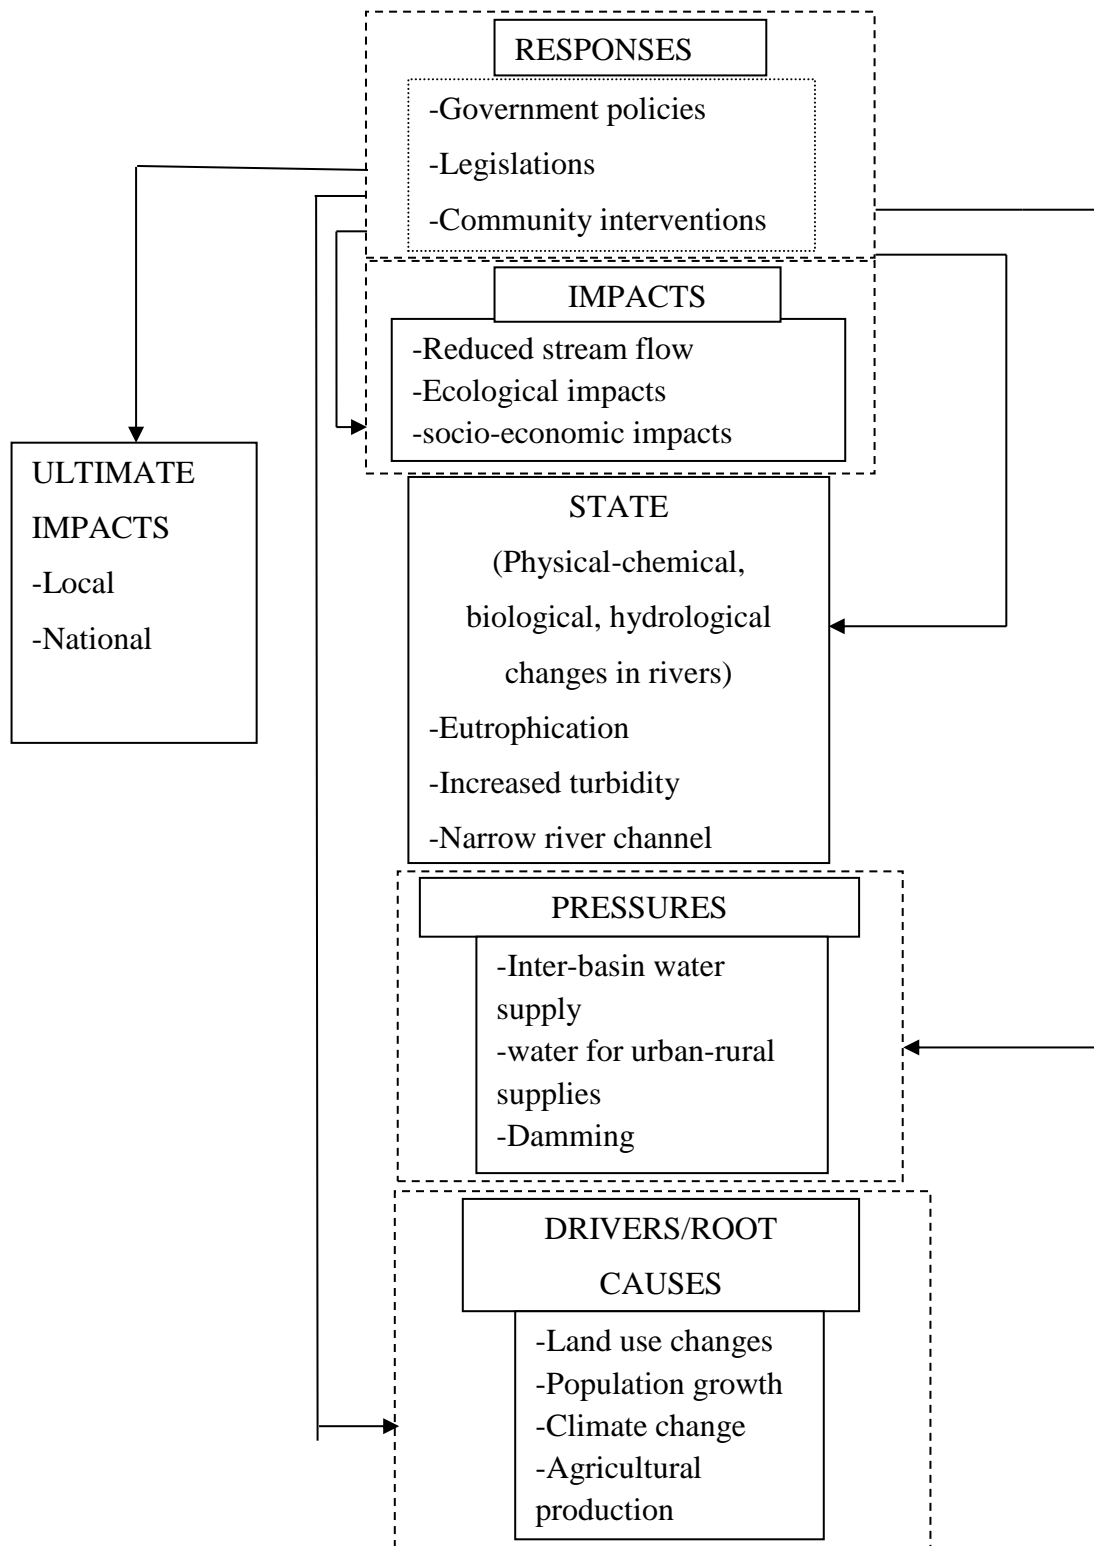 RESPONSES
-Government policies
-Legislations
-Community interventions
IMPACTS
-Reduced stream flow
-Ecological impacts
-socio-economic impacts
ULTIMATE
IMPACTS
-Local
-National
STATE
(Physical-chemical,
biological, hydrological
changes in rivers)
-Eutrophication
-Increased turbidity
-Narrow river channel
PRESSURES
-Inter-basin water
supply
-water for urban-rural
supplies
-Damming
DRIVERS/ROOT
CAUSES
-Land use changes
-Population growth
-Climate change
-Agricultural
production